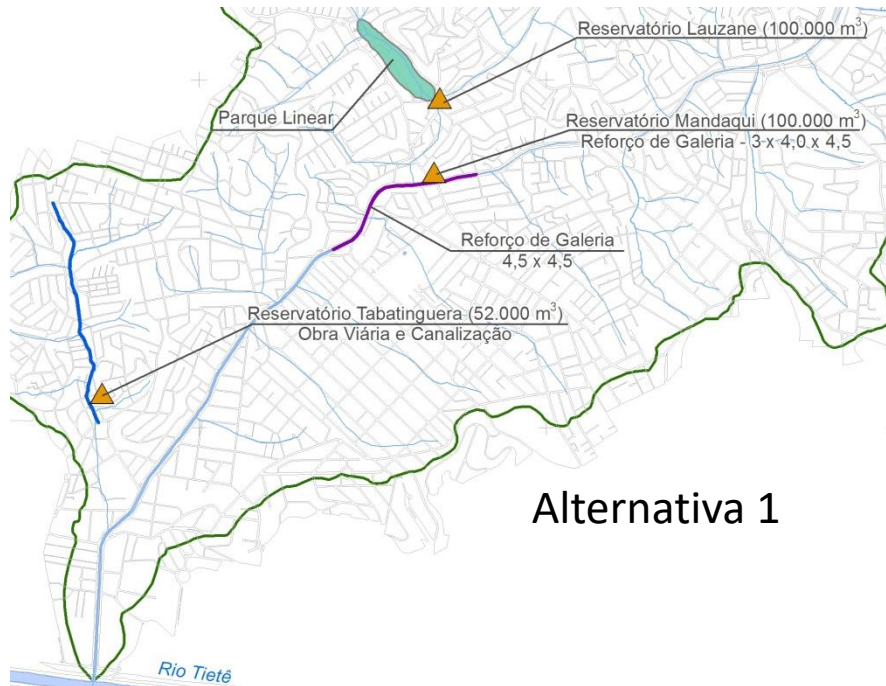 Reservatório Lauzane (100.000 m³)
Parque Linear
Reservatório Mandaqui (100.000 m³)
Reforço de Galeria - 3 x 4,0 x 4,5
Reforço de Galeria
4,5 x 4,5
Reservatório Tabatinguera (52.000 m³)
Obra Viária e Canalização
Alternativa 1
Rio Tietê